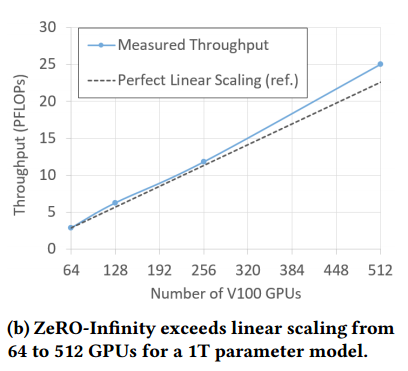 30
25
20
15
10
5
0
Throughput (PFLOPs)
Measured Throughput
Perfect Linear Scaling (ref.)
64 128 192 256 320 384 448 512
Number of V100 GPUs
(b) ZeRO-Infinity exceeds linear scaling from
64 to 512 GPUs for a 1T parameter model.